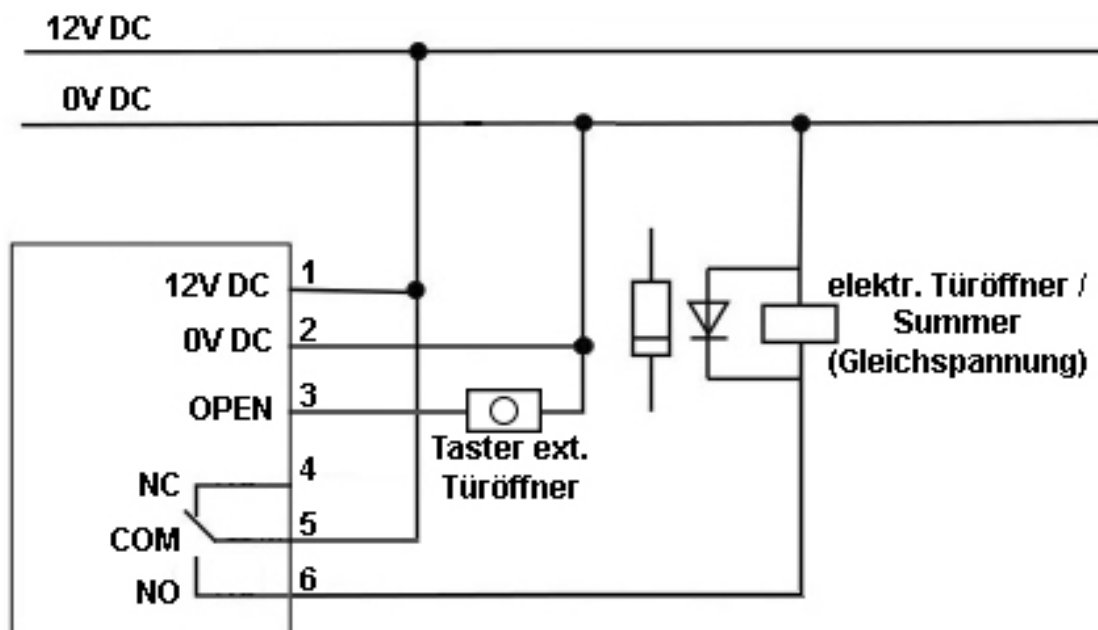 12V DC
0V DC
12V DC
1
0V DC
2
OPEN
3
NC
4
COM
5
NO
6
Taster ext.
Türöffner
elektr. Türöffner /
Summer
(Gleichspannung)